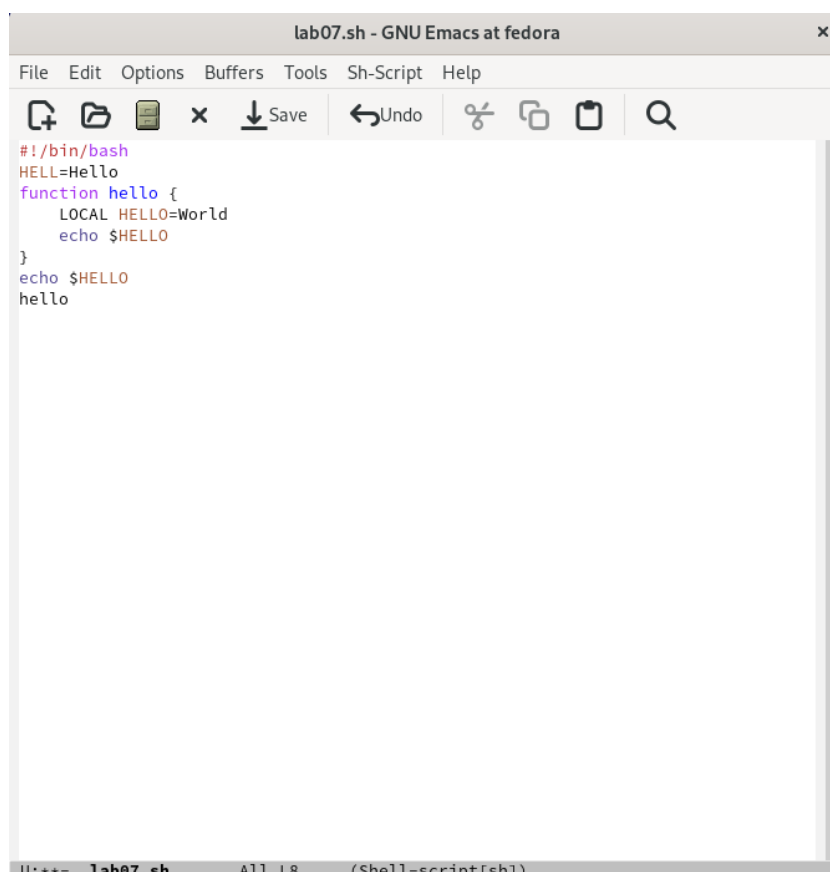 lab07.sh - GNU Emacs at fedora
File Edit Options Buffers Tools Sh-Script Help
Save Undo
#!/bin/bash
HELL=Hello
function hello {
    LOCAL HELLO=World
    echo $HELLO
}
echo $HELLO
hello
U:**- lab07.sh All L8 (Shell-script[sh])